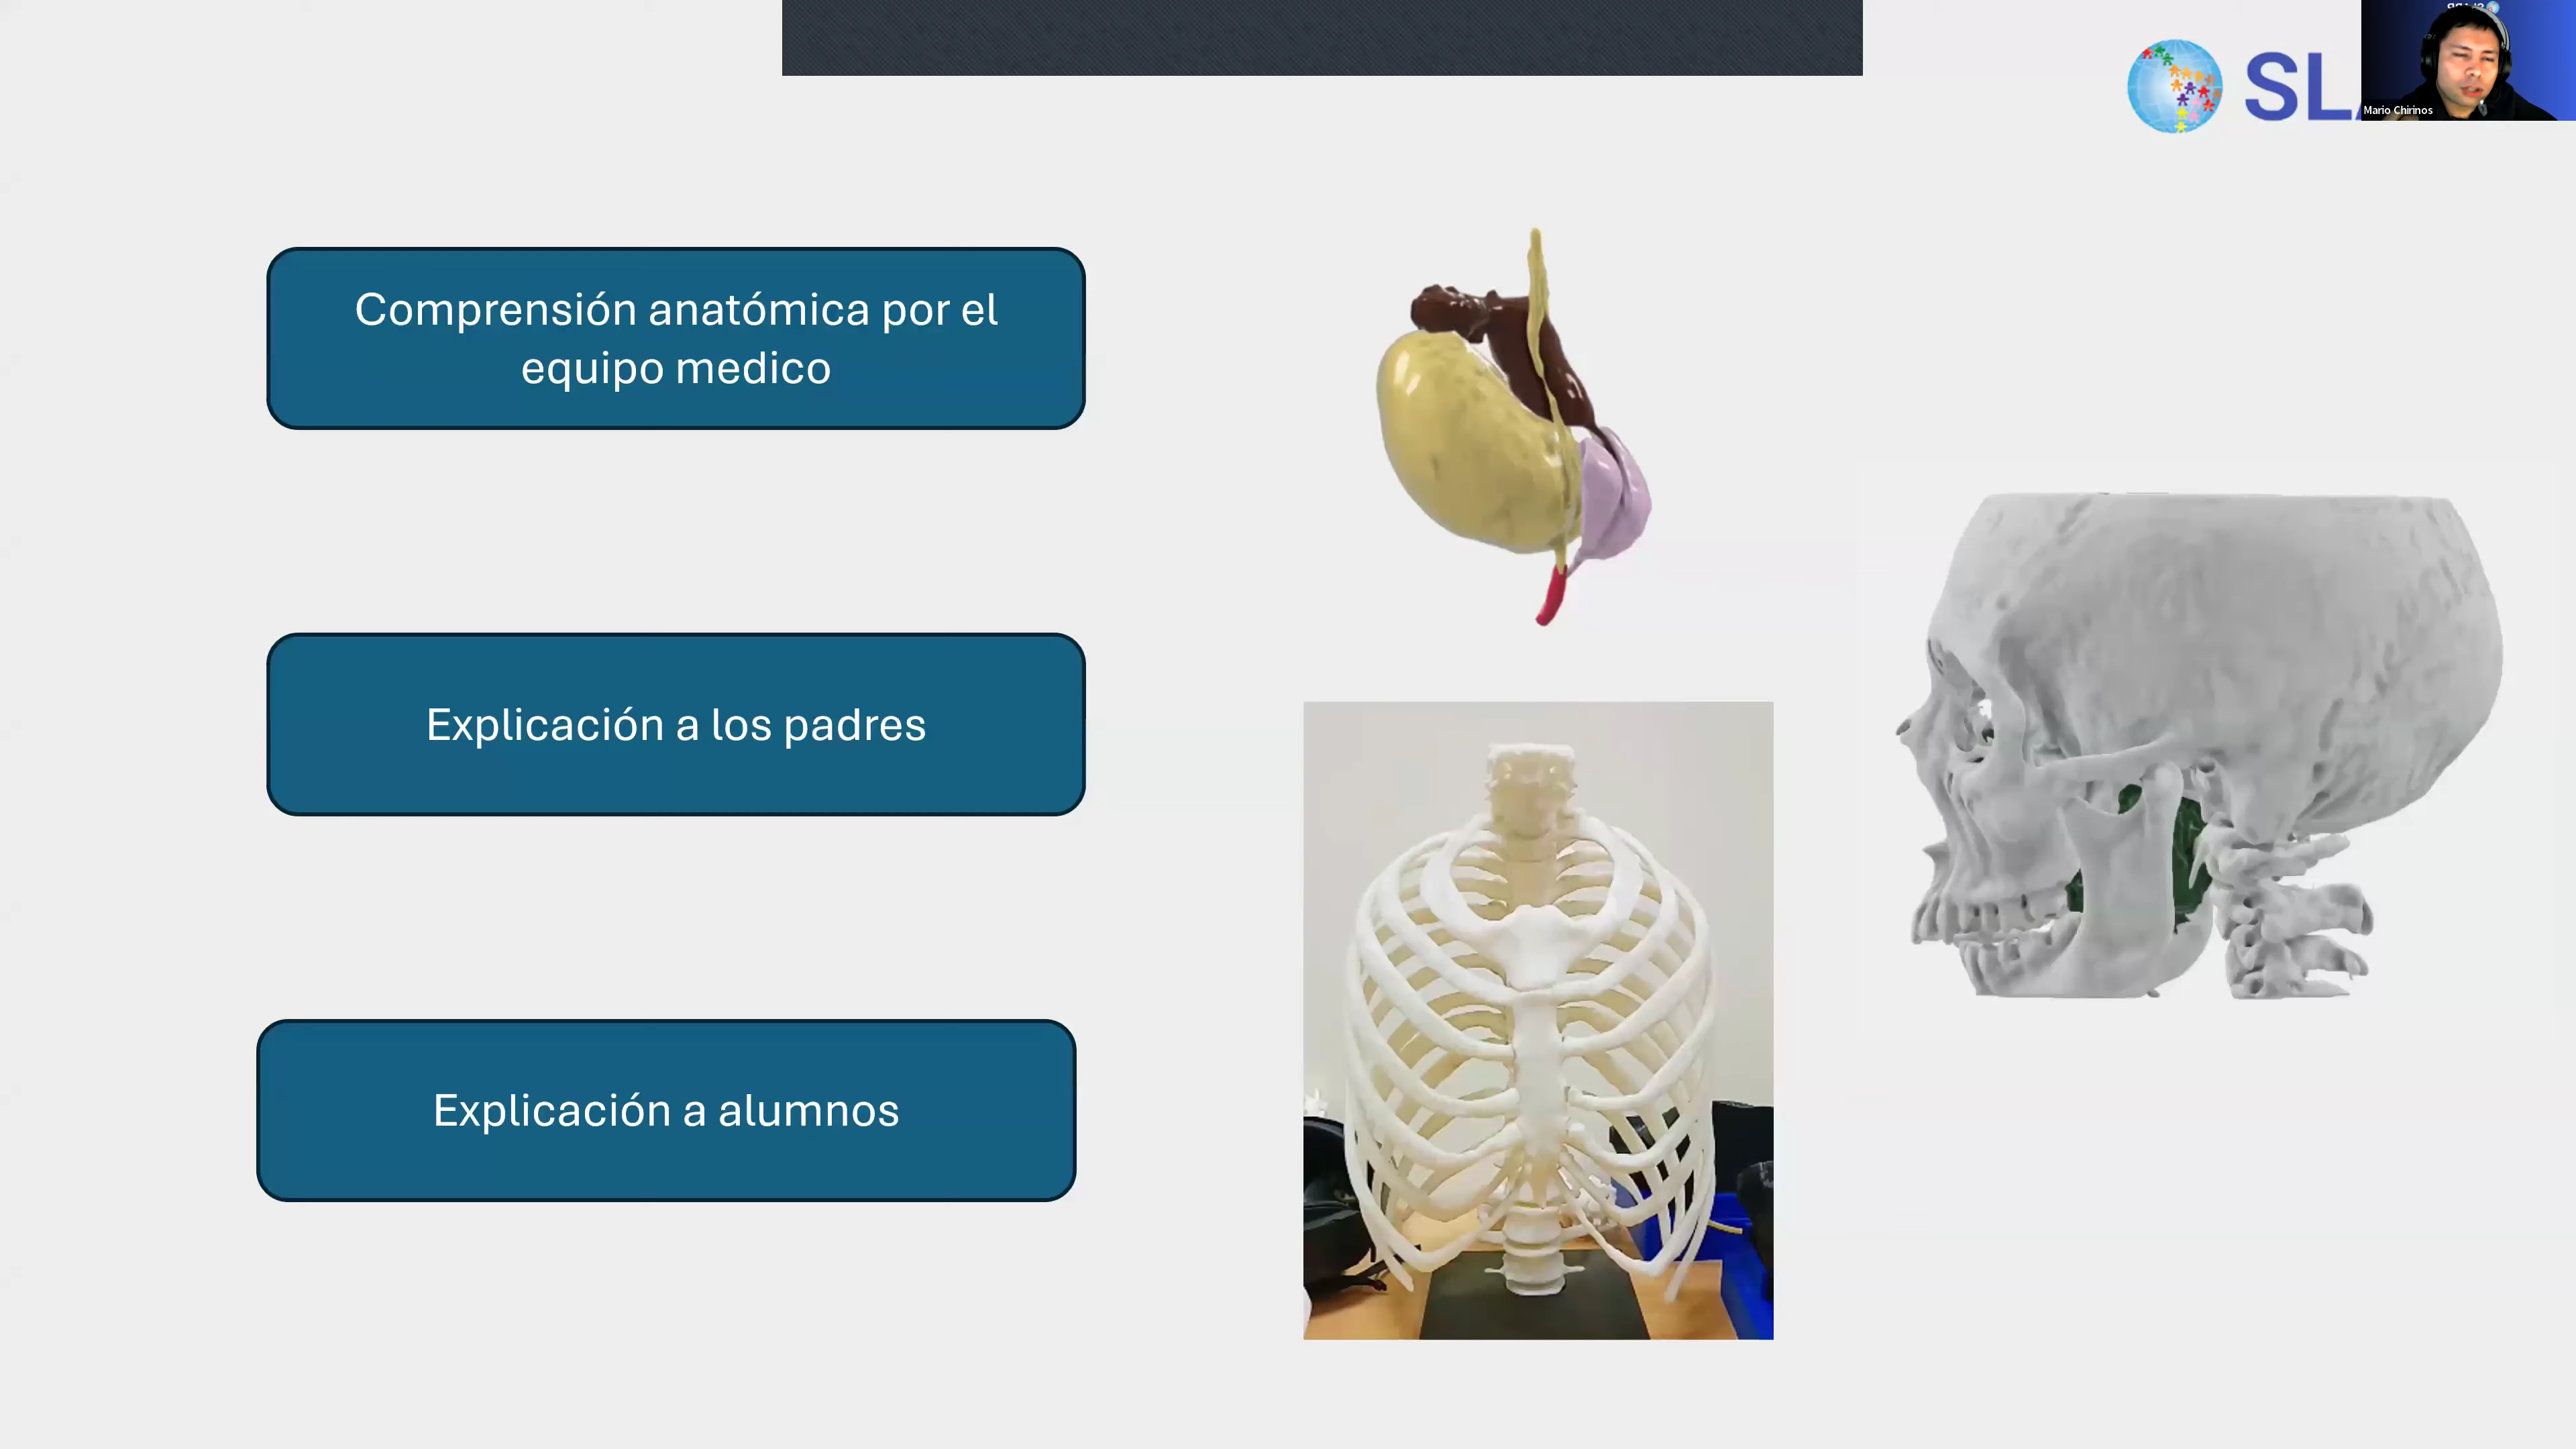 SL
Mario Chirinos
Comprensión anatómica por el
equipo medico
Explicación a los padres
Explicación a alumnos